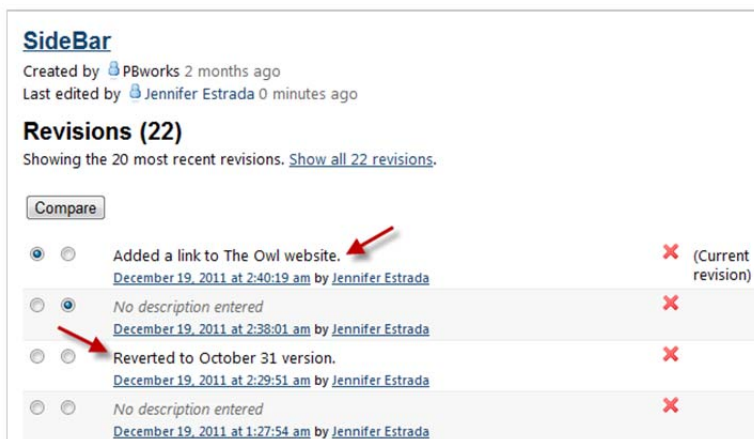 SideBar
Created by PBworks 2 months ago
Last edited by Jennifer Estrada 0 minutes ago
Revisions (22)
Showing the 20 most recent revisions. Show all 22 revisions.
Compare
Added a link to The Owl website.
(Current revision)
December 19, 2011 at 2:40:19 am by Jennifer Estrada
No description entered
December 19, 2011 at 2:38:01 am by Jennifer Estrada
Reverted to October 31 version.
December 19, 2011 at 2:29:51 am by Jennifer Estrada
No description entered
December 19, 2011 at 1:27:54 am by Jennifer Estrada